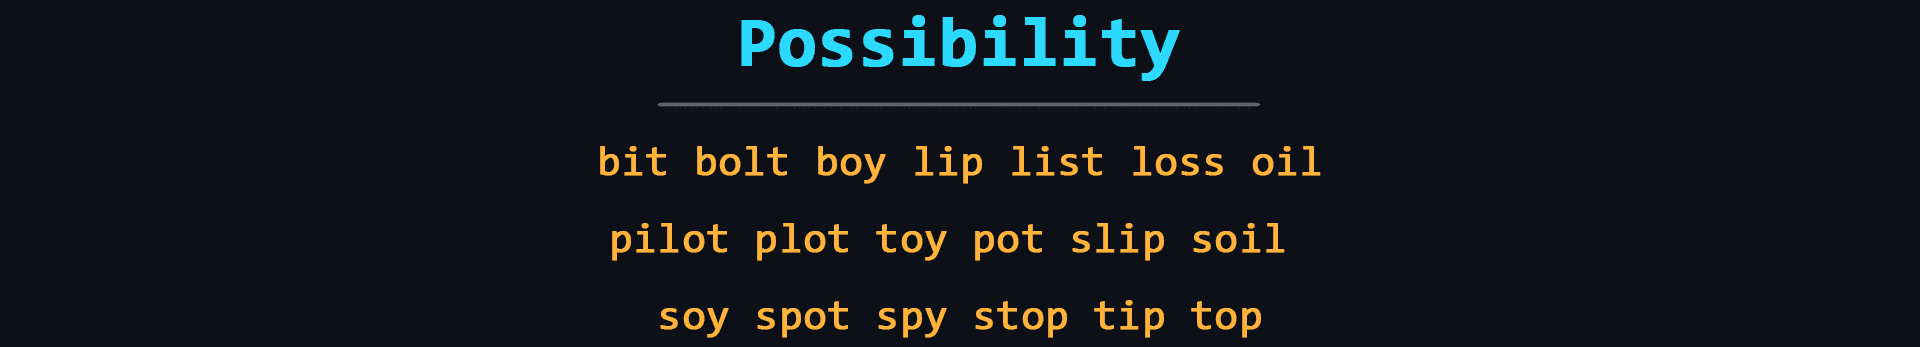 Possibility
bit bolt boy lip list loss oil
pilot plot toy pot slip soil
soy spot spy stop tip top